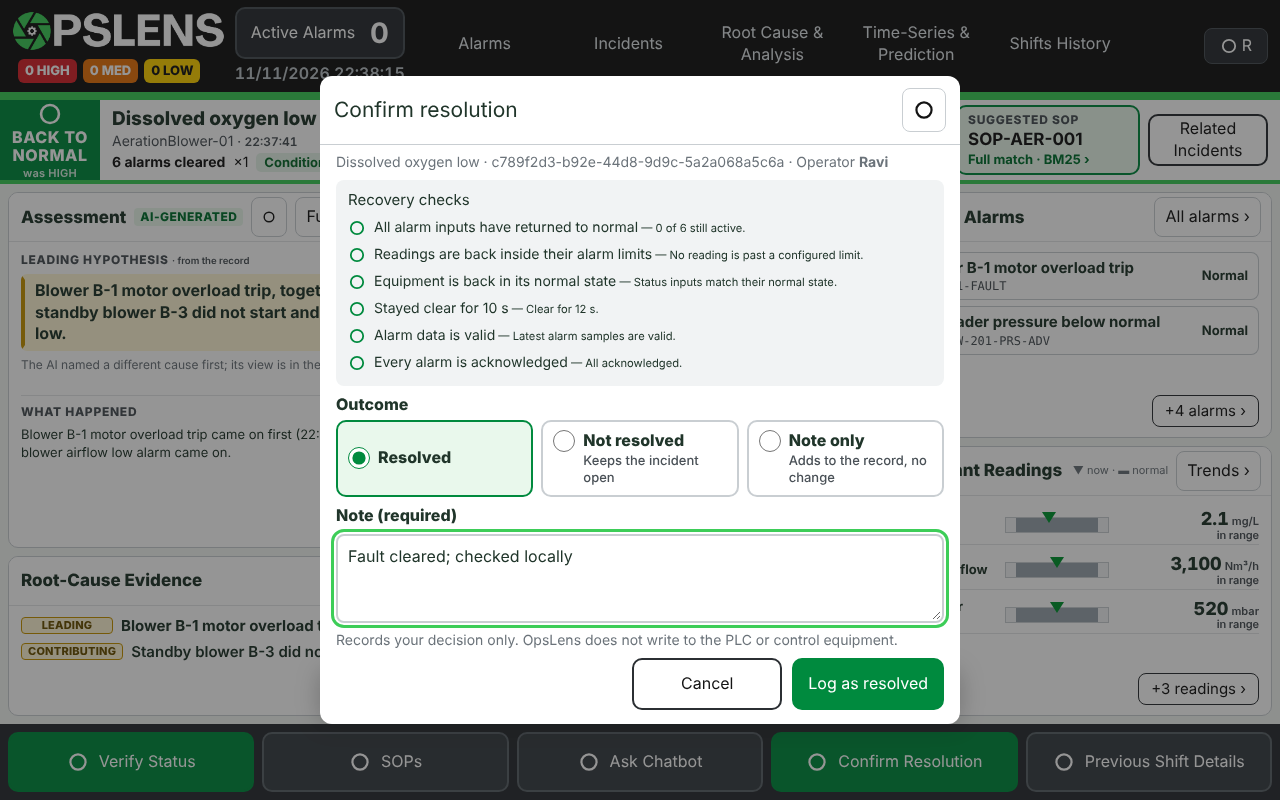 PSLENS
Active Alarms 0
Alarms
Incidents
Root Cause &
Analysis
Time-Series &
Prediction
Shifts History
R
0 HIGH
0 MED
0 LOW
11/11/2026 22:38:15
BACK TO
NORMAL
was HIGH
Dissolved oxygen low
AerationBlower-01 · 22:37:41
6 alarms cleared ×1
SUGGESTED SOP
SOP-AER-001
Full match · BM25 ›
Related
Incidents
Confirm resolution
Dissolved oxygen low · c789f2d3-b92e-44d8-9d9c-5a2a068a5c6a · Operator Ravi
Recovery checks
All alarm inputs have returned to normal — 0 of 6 still active.
Readings are back inside their alarm limits — No reading is past a configured limit.
Equipment is back in its normal state — Status inputs match their normal state.
Stayed clear for 10 s — Clear for 12 s.
Alarm data is valid — Latest alarm samples are valid.
Every alarm is acknowledged — All acknowledged.
Outcome
Resolved
Not resolved
Keeps the incident
open
Note only
Adds to the record, no
change
Note (required)
Fault cleared; checked locally
Records your decision only. OpsLens does not write to the PLC or control equipment.
Cancel
Log as resolved
Assessment
AI-GENERATED
LEADING HYPOTHESIS · from the record
Blower B-1 motor overload trip,
standby blower B-3 did not start and
low.
The AI named a different cause first; its view is in the
WHAT HAPPENED
Blower B-1 motor overload trip came on first
blower airflow low alarm came on.
Root-Cause Evidence
LEADING
Blower B-1 motor overload
CONTRIBUTING
Standby blower B-3 did
Alarms
All alarms ›
B-1 motor overload trip
Normal
-FAULT
pressure below normal
Normal
-201-PRS-ADV
+4 alarms ›
Readings
▼ now · ▬ normal
Trends ›
2.1 mg/L
in range
flow
3,100 Nm³/h
in range
520 mbar
in range
+3 readings ›
Verify Status
SOPs
Ask Chatbot
Confirm Resolution
Previous Shift Details